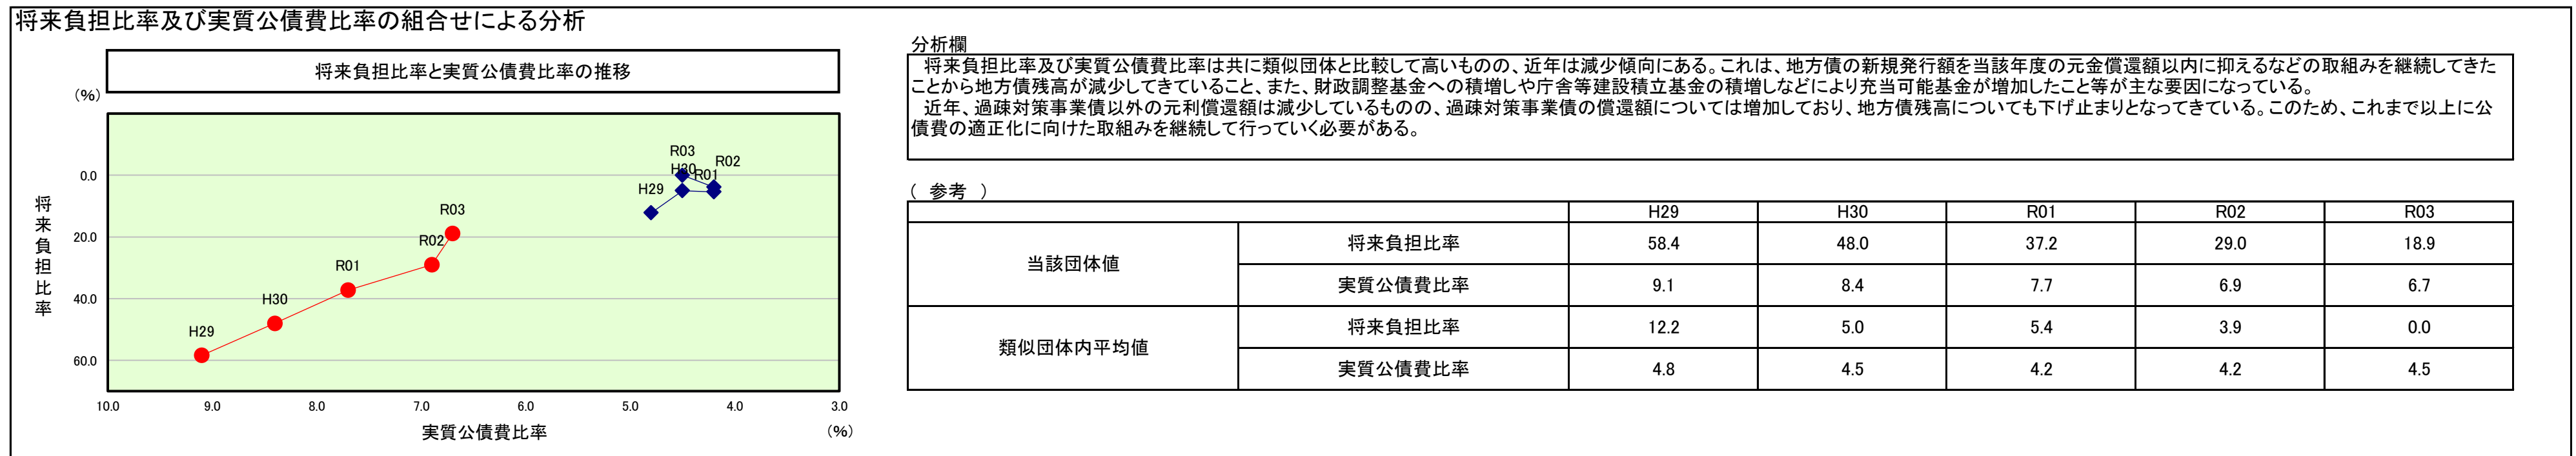 将来負担比率及び実質公債費比率の組合せによる分析
将来負担比率と実質公債費比率の推移
(%)
0.0
20.0
40.0
60.0
将来負担比率
H29
H30
R01
R02
R03
H29
H30
R01
R02
R03
10.0 9.0 8.0 7.0 6.0 5.0 4.0 3.0
実質公債費比率
(%)
分析欄
将来負担比率及び実質公債費比率は共に類似団体と比較して高いものの、近年は減少傾向にある。これは、地方債の新規発行額を当該年度の元金償還額以内に抑えるなどの取組みを継続してきた
ことから地方債残高が減少してきていること、また、財政調整基金への積増しや庁舎等建設積立基金の積増しなどにより充当可能基金が増加したこと等が主な要因になっている。
近年、過疎対策事業債以外の元利償還額は減少しているものの、過疎対策事業債の償還額については増加しており、地方債残高についても下げ止まりとなってきている。このため、これまで以上に公
債費の適正化に向けた取組みを継続して行っていく必要がある。
( 参考 )
H29 H30 R01 R02 R03
当該団体値
将来負担比率 58.4 48.0 37.2 29.0 18.9
実質公債費比率 9.1 8.4 7.7 6.9 6.7
類似団体内平均値
将来負担比率 12.2 5.0 5.4 3.9 0.0
実質公債費比率 4.8 4.5 4.2 4.2 4.5